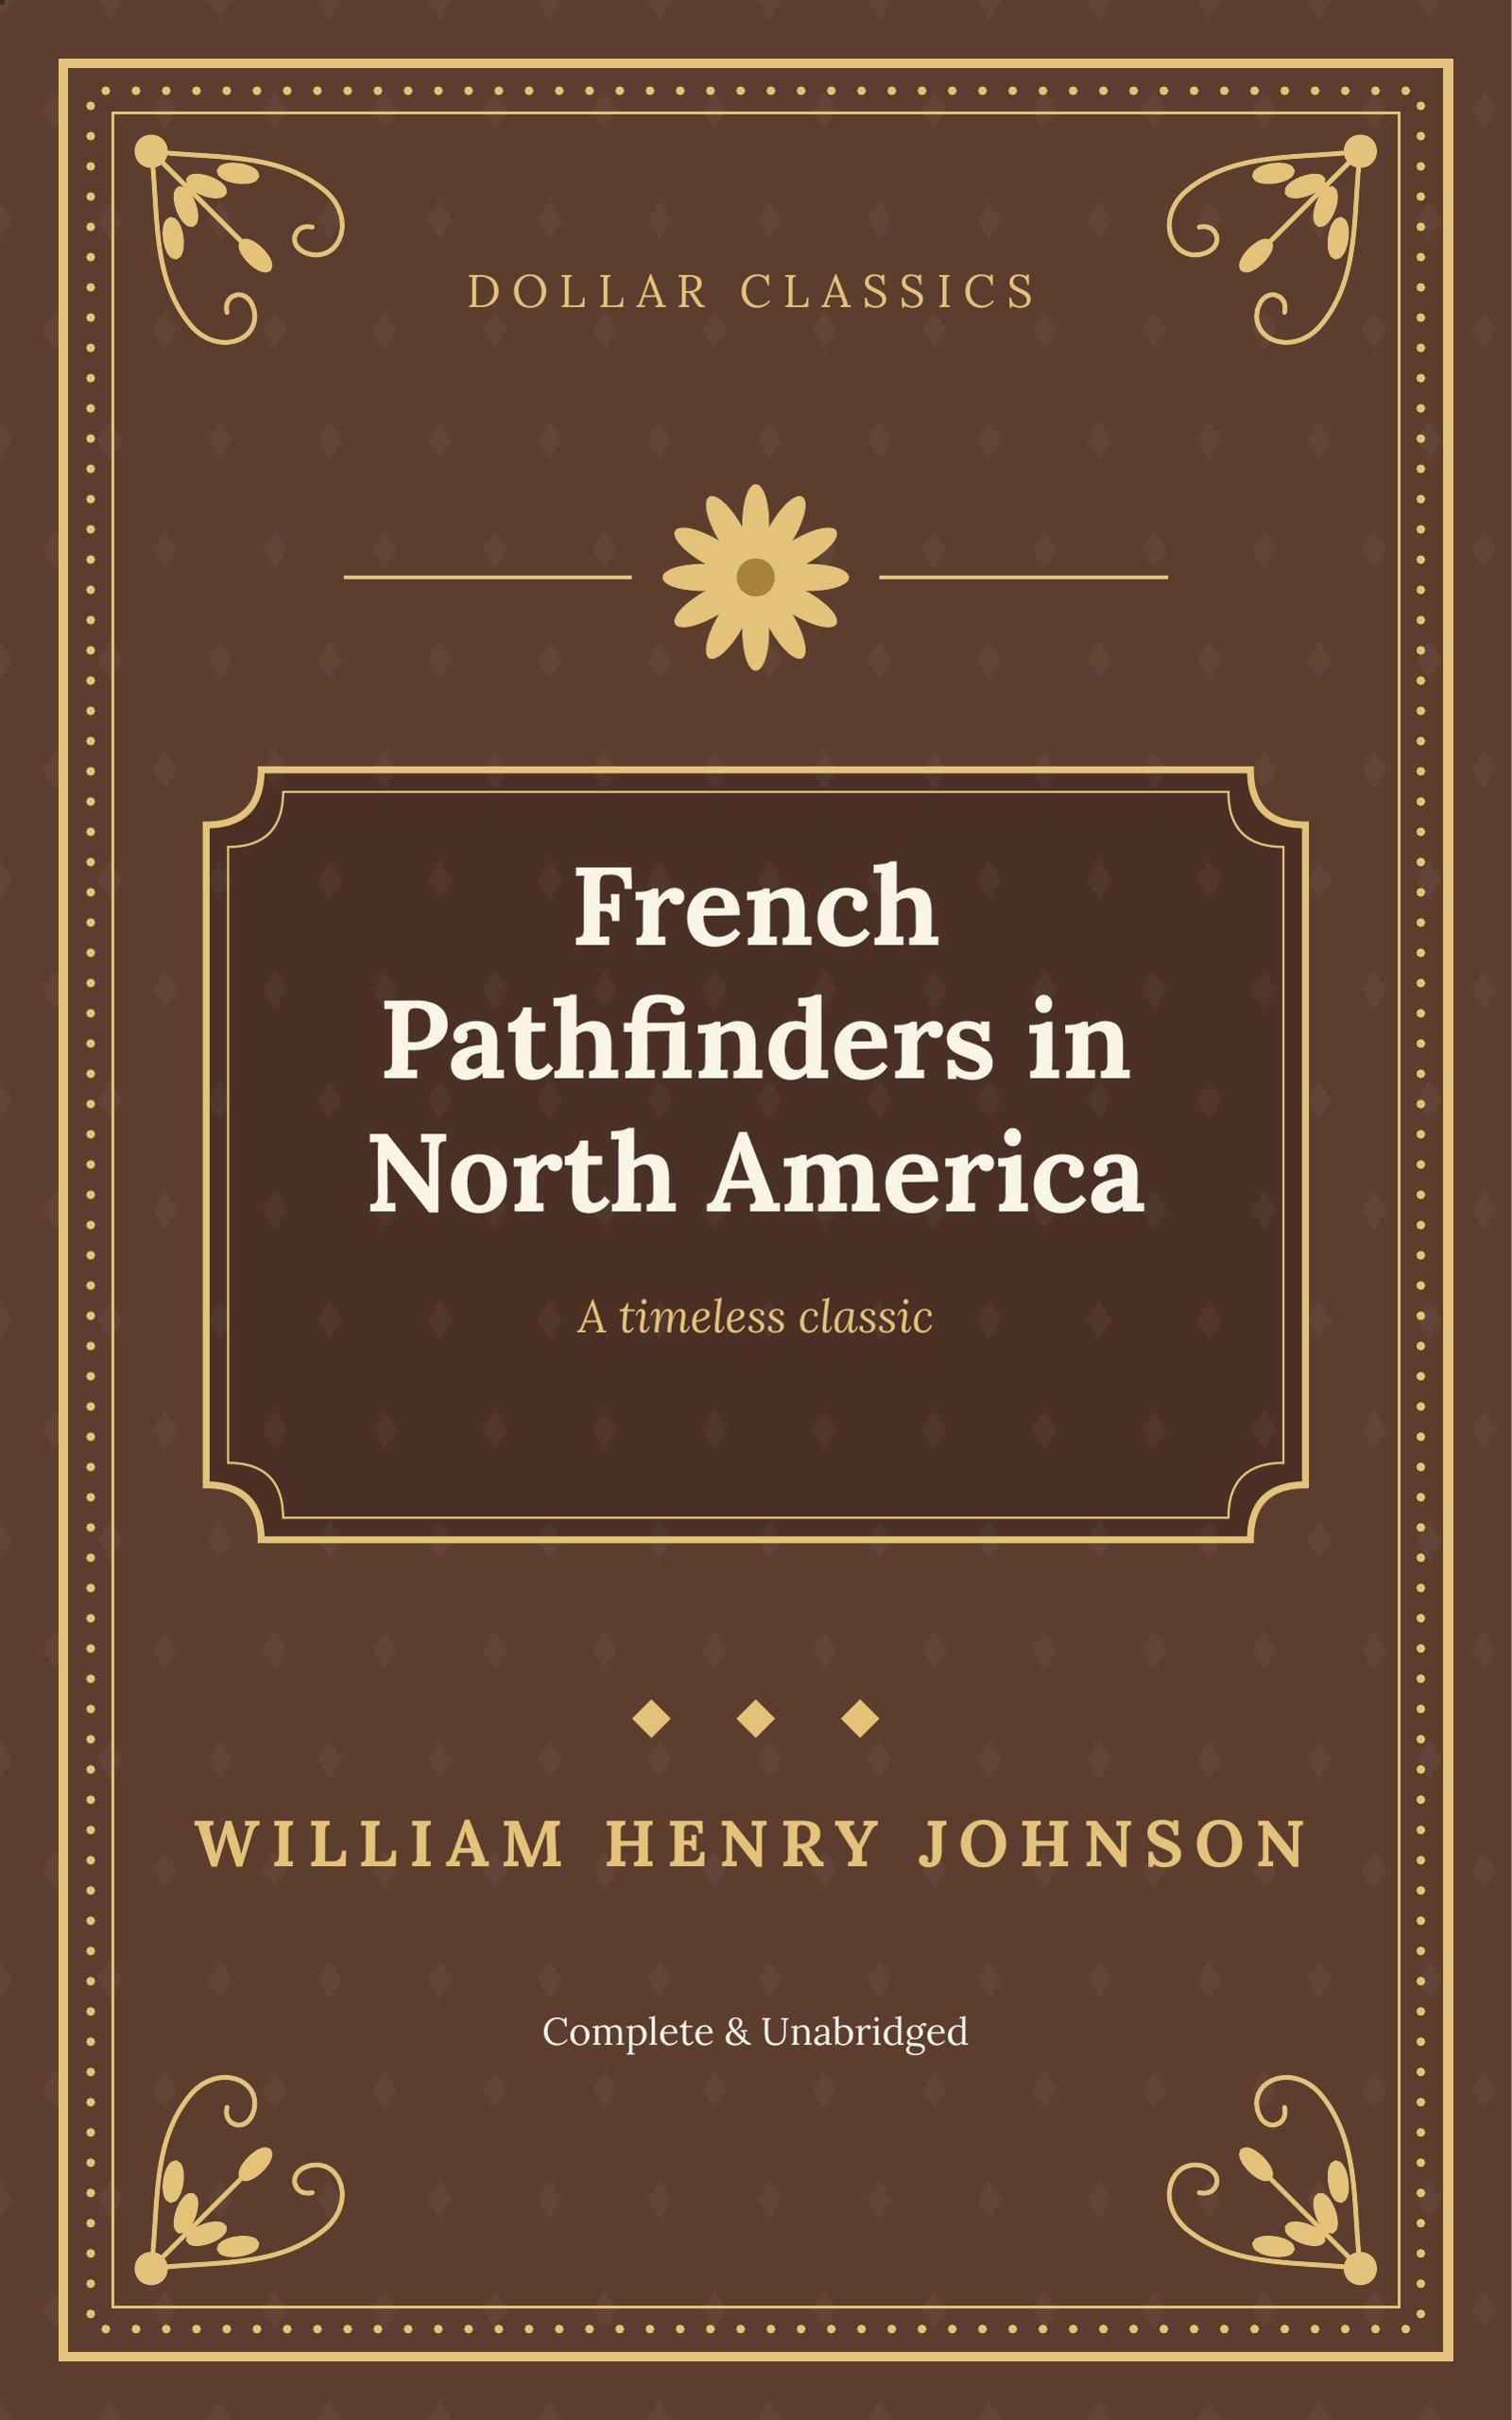 DOLLAR CLASSICS
French
Pathfinders in
North America
A timeless classic
WILLIAM HENRY JOHNSON
Complete & Unabridged